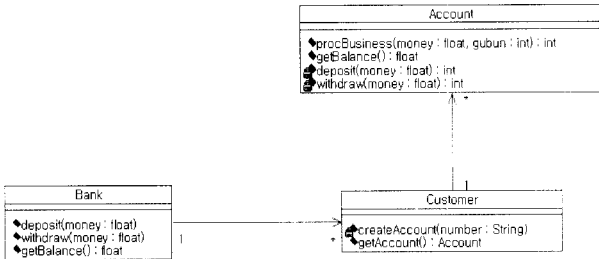 Account
procBusiness(money : float, gubun : int) : int
getBalance() : float
deposit(money : float) : int
withdraw(money : float) : int
*
1
Bank
deposit(money : float)
withdraw(money : float)
getBalance() : float
1
*
Customer
createAccount(number : String)
getAccount() : Account